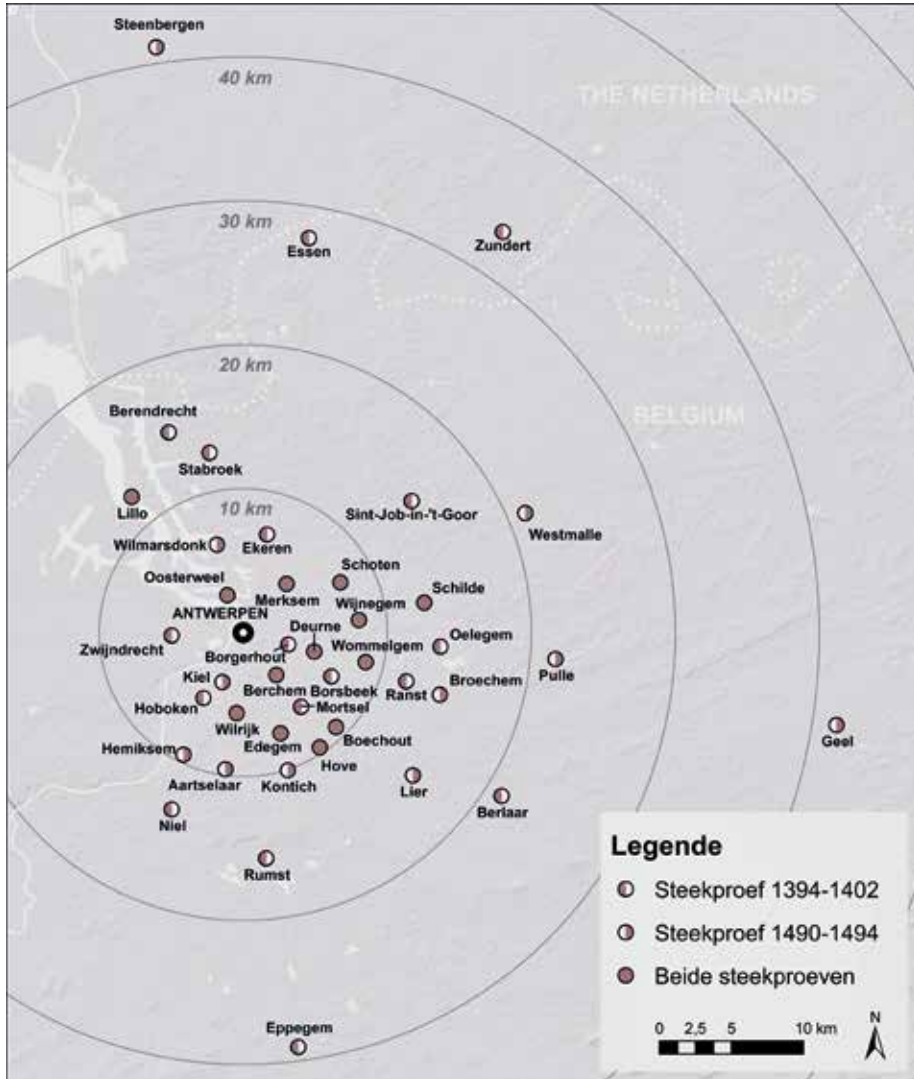 Steenbergen
40 km
THE NETHERLANDS
30 km
Essen
Zundert
20 km
Berendrecht
BELGIUM
Stabroek
Lillo
10 km
Sint-Job-in-'t-Goor
Westmalle
Wilmarsdonk
Ekeren
Schoten
Oosterweel
Merksem
Schilde
Wijnegem
ANTWERPEN
Deurne
Zwijndrecht
Borgerhout
Wommelgem
Oelegem
Pulle
Kiel
Berchem
Borsbeek
Ranst
Broechem
Hoboken
Mortsel
Wilrijk
Edegem
Boechout
Geel
Hemiksem
Hove
Aartselaar
Kontich
Lier
Berlaar
Niel
Rumst
Eppegem
Legende
Steekproef 1394-1402
Steekproef 1490-1494
Beide steekproeven
N
0 2,5 5 10 km